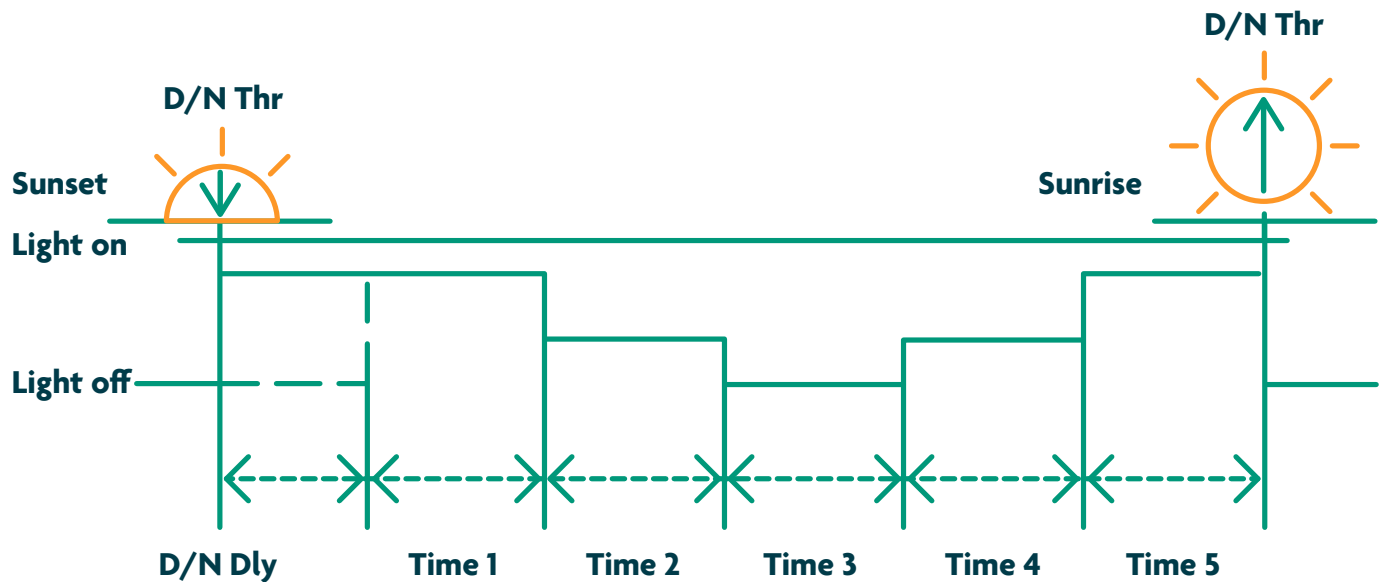 D/N Thr
D/N Thr
Sunset
Sunrise
Light on
Light off
D/N Dly
Time 1
Time 2
Time 3
Time 4
Time 5